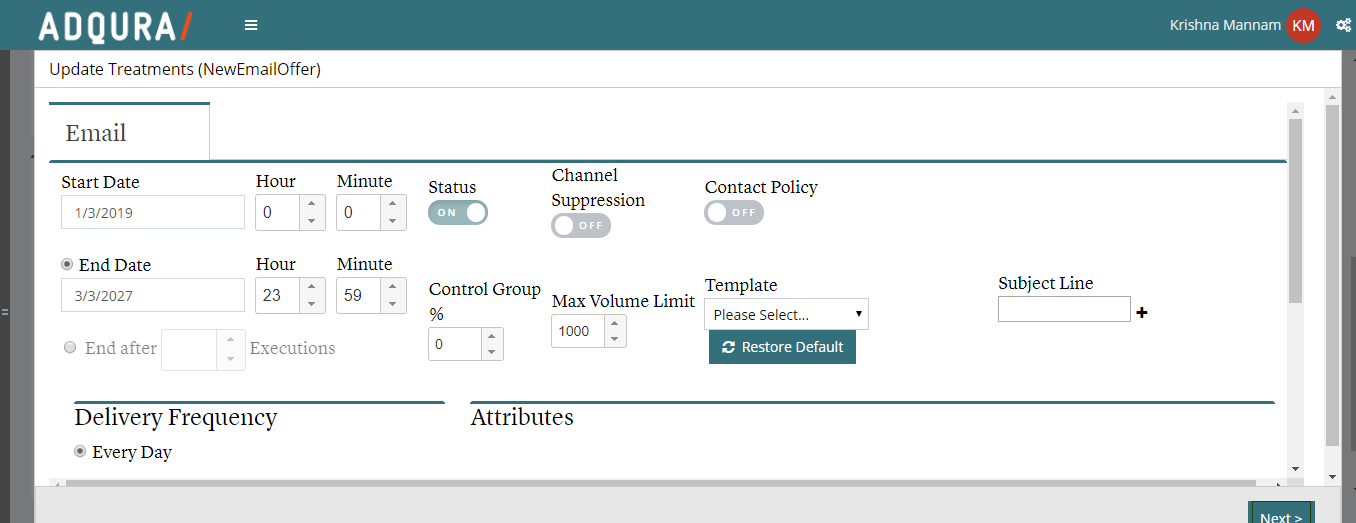 ADQURA/
Krishna Mannam KM
Update Treatments (NewEmailOffer)
Email
Start Date
1/3/2019
Hour
0
Minute
0
Status
ON
Channel
Suppression
OFF
Contact Policy
OFF
End Date
3/3/2027
Hour
23
Minute
59
Control Group
%
0
Max Volume Limit
1000
Template
Please Select...
Restore Default
Subject Line
End after Executions
Delivery Frequency
Every Day
Attributes
Next >